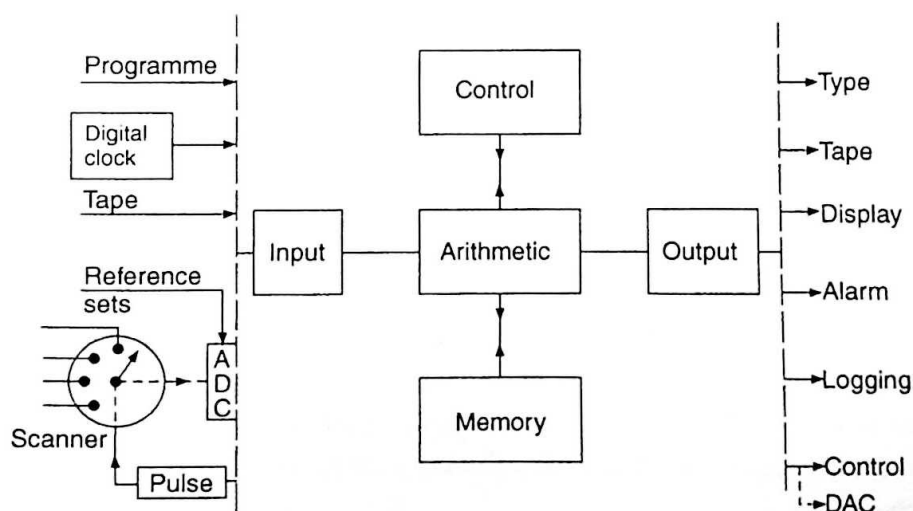 Programme
Digital
clock
Tape
Reference
sets
A
D
C
Scanner
Pulse
Input
Control
Arithmetic
Memory
Output
Type
Tape
Display
Alarm
Logging
Control
DAC